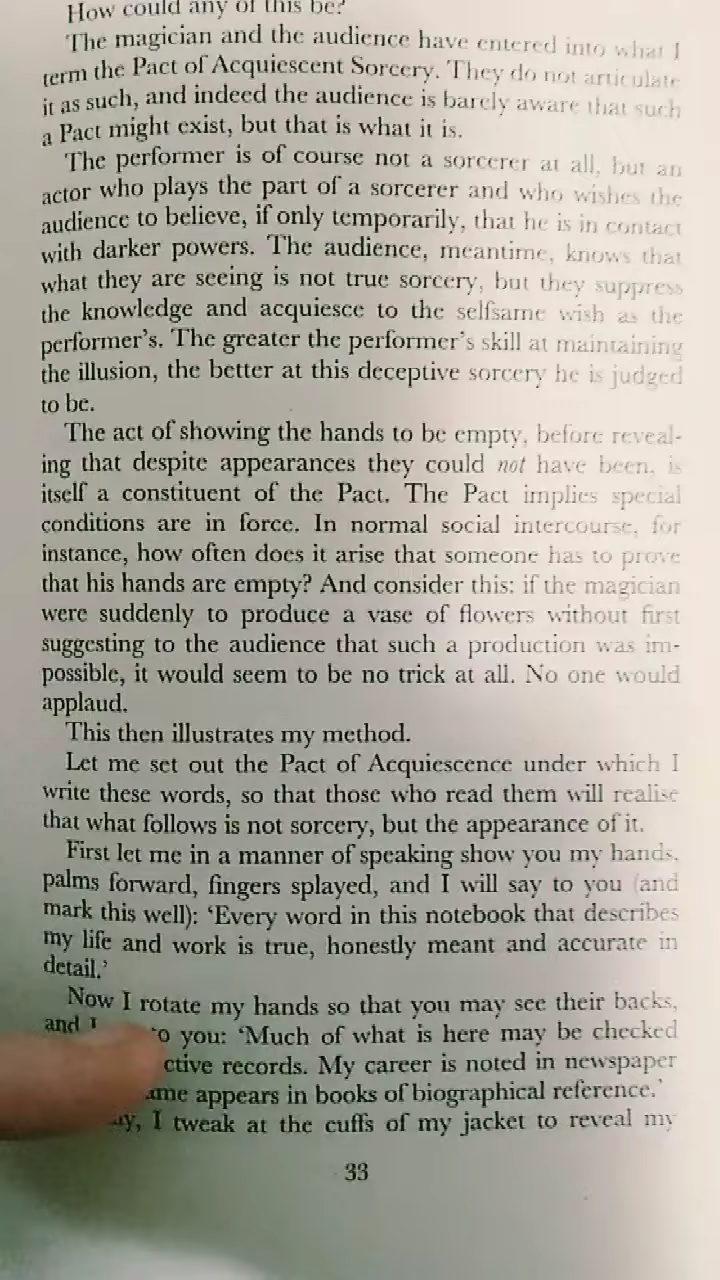 How could any of this be?
The magician and the audience have entered into what I
term the Pact of Acquiescent Sorcery. They do not articulate
it as such, and indeed the audience is barely aware that such
a Pact might exist, but that is what it is.
The performer is of course not a sorcerer at all, but an
actor who plays the part of a sorcerer and who wishes the
audience to believe, if only temporarily, that he is in contact
with darker powers. The audience, meantime, knows that
what they are seeing is not true sorcery, but they suppress
the knowledge and acquiesce to the selfsame wish as the
performer's. The greater the performer's skill at maintaining
the illusion, the better at this deceptive sorcery he is judged
to be.
The act of showing the hands to be empty, before reveal-
ing that despite appearances they could not have been, is
itself a constituent of the Pact. The Pact implies special
conditions are in force. In normal social intercourse, for
instance, how often does it arise that someone has to prove
that his hands are empty? And consider this: if the magician
were suddenly to produce a vase of flowers without first
suggesting to the audience that such a production was im-
possible, it would seem to be no trick at all. No one would
applaud.
This then illustrates my method.
Let me set out the Pact of Acquiescence under which I
write these words, so that those who read them will realise
that what follows is not sorcery, but the appearance of it.
First let me in a manner of speaking show you my hands,
palms forward, fingers splayed, and I will say to you (and
mark this well): 'Every word in this notebook that describes
my life and work is true, honestly meant and accurate in
detail.'
Now I rotate my hands so that you may see their backs,
and I to you: 'Much of what is here may be checked
records. My career is noted in newspaper
appears in books of biographical reference.'
I tweak at the cuffs of my jacket to reveal my
33